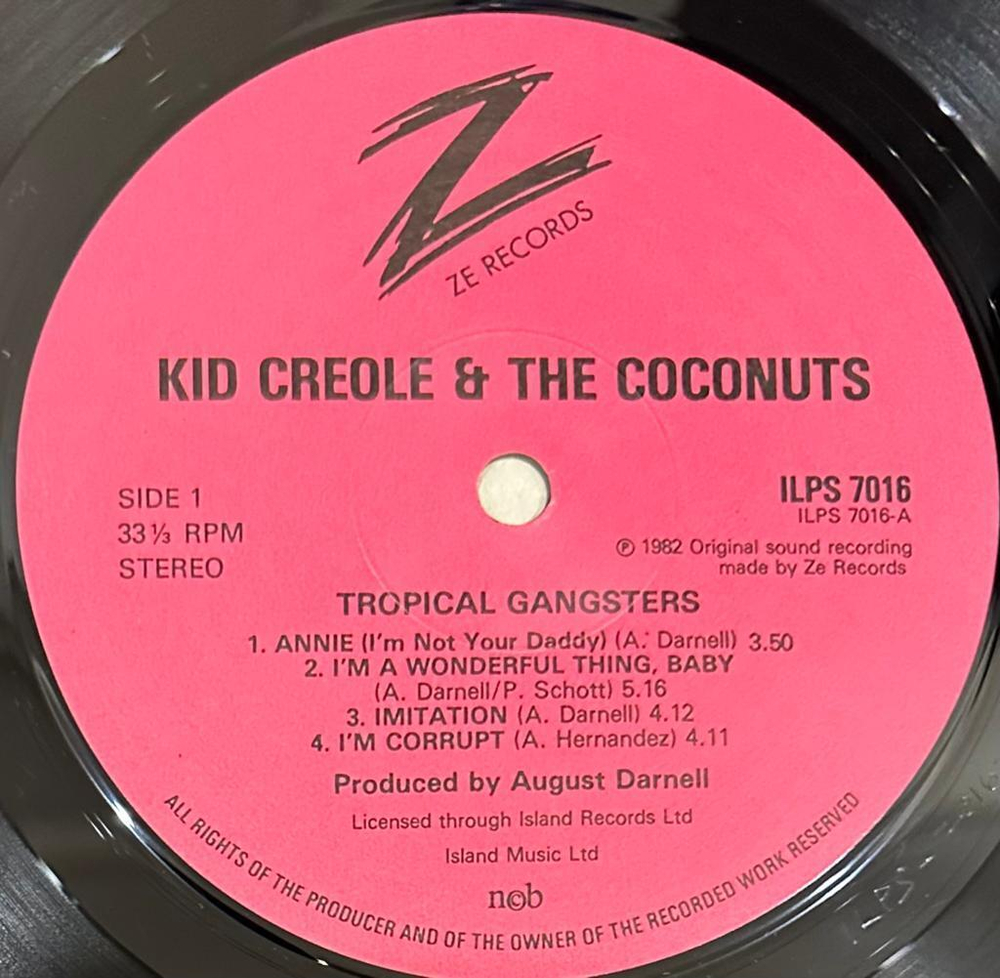 Z
ZE RECORDS
KID CREOLE & THE COCONUTS
SIDE 1
33⅓ RPM
STEREO
ILPS 7016
ILPS 7016-A
℗ 1982 Original sound recording
made by Ze Records
TROPICAL GANGSTERS
1. ANNIE (I'm Not Your Daddy) (A. Darnell) 3.50
2. I'M A WONDERFUL THING, BABY
(A. Darnell/P. Schott) 5.16
3. IMITATION (A. Darnell) 4.12
4. I'M CORRUPT (A. Hernandez) 4.11
Produced by August Darnell
Licensed through Island Records Ltd
Island Music Ltd
n©b
ALL RIGHTS OF THE PRODUCER AND OF THE OWNER OF THE RECORDED WORK RESERVED